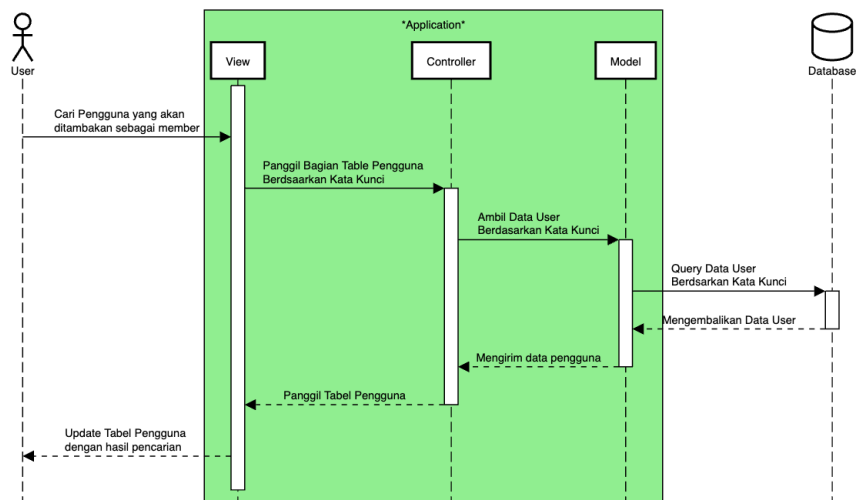 *Application*
User
View
Controller
Model
Database
Cari Pengguna yang akan
ditambakan sebagai member
Panggil Bagian Table Pengguna
Berdsaarkan Kata Kunci
Ambil Data User
Berdasarkan Kata Kunci
Query Data User
Berdsarkan Kata Kunci
Mengembalikan Data User
Mengirim data pengguna
Panggil Tabel Pengguna
Update Tabel Pengguna
dengan hasil pencarian